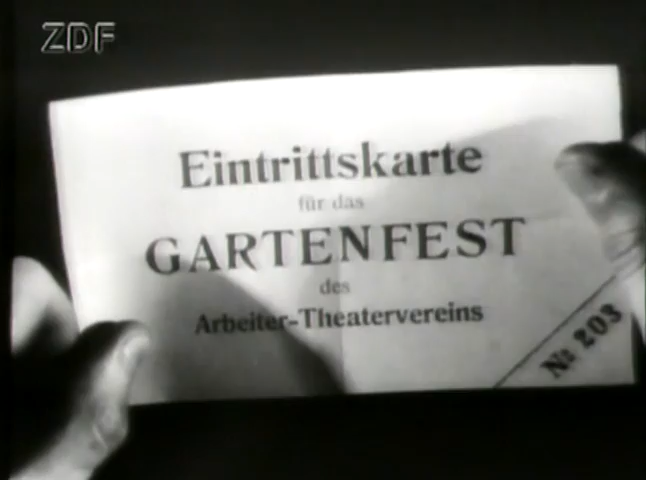 ZDF
Eintrittskarte
für das
GARTENFEST
des
Arbeiter-Theatervereins
№ 203